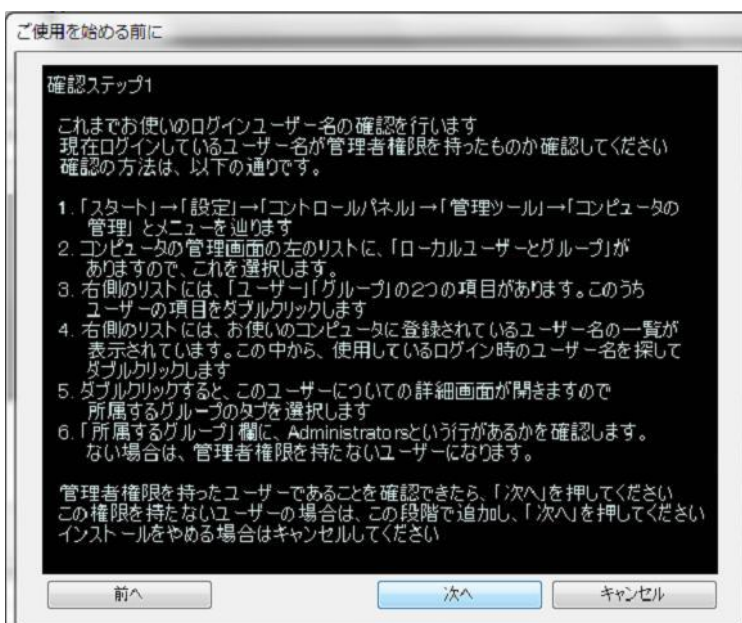 ご使用を始める前に
確認ステップ1
これまでお使いのログインユーザー名の確認を行います
現在ログインしているユーザー名が管理者権限を持ったものか確認してください
確認の方法は、以下の通りです。
1. 「スタート」→「設定」→「コントロールパネル」→「管理ツール」→「コンピュータの
管理」とメニューを辿ります
2. コンピュータの管理画面の左のリストに、「ローカルユーザーとグループ」が
ありますので、これを選択します。
3. 右側のリストには、「ユーザー」「グループ」の2つの項目があります。このうち
ユーザーの項目をダブルクリックします
4. 右側のリストには、お使いのコンピュータに登録されているユーザー名の一覧が
表示されています。この中から、使用しているログイン時のユーザー名を探して
ダブルクリックします
5. ダブルクリックすると、このユーザーについての詳細画面が開きますので
所属するグループのタブを選択します
6. 「所属するグループ」欄に、Administratorsという行があるかを確認します。
ない場合は、管理者権限を持たないユーザーになります。
管理者権限を持ったユーザーであることを確認できたら、「次へ」を押してください
この権限を持たないユーザーの場合は、この段階で追加し、「次へ」を押してください
インストールをやめる場合はキャンセルしてください
前へ
次へ
キャンセル